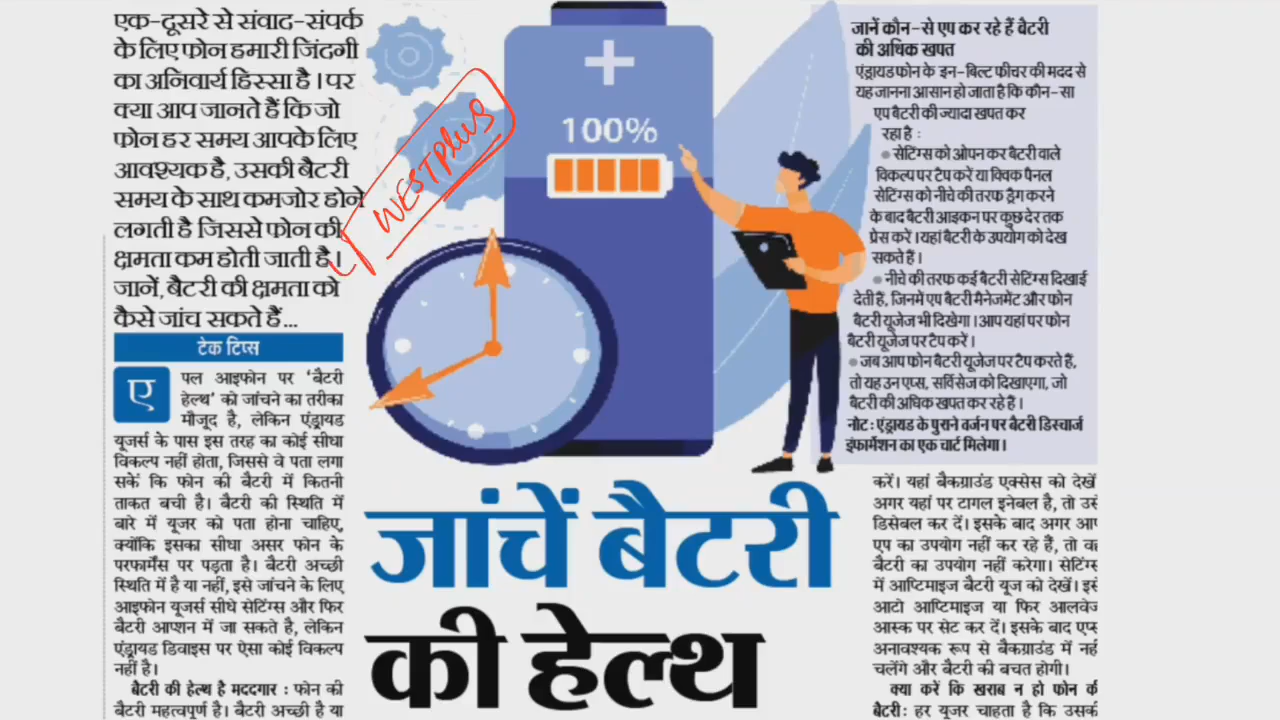 एक-दूसरे से संवाद-संपर्क
के लिए फोन हमारी जिंदगी
का अनिवार्य हिस्सा है। पर
क्या आप जानते हैं कि जो
फोन हर समय आपके लिए
आवश्यक है, उसकी बैटरी
समय के साथ कमजोर होने
लगती है जिससे फोन की
क्षमता कम होती जाती है।
जानें, बैटरी की क्षमता को
कैसे जांच सकते हैं...
टेक टिप्स
एपल आइफोन पर 'बैटरी
हेल्थ' को जांचने का तरीका
मौजूद है, लेकिन एंड्रायड
यूजर्स के पास इस तरह का कोई सीधा
विकल्प नहीं होता, जिससे वे पता लगा
सकें कि फोन की बैटरी में कितनी
ताकत बची है। बैटरी की स्थिति में
बारे में यूजर को पता होना चाहिए,
क्योंकि इसका सीधा असर फोन के
परफार्मेंस पर पड़ता है। बैटरी अच्छी
स्थिति में है या नहीं, इसे जांचने के लिए
आइफोन यूजर्स सीधे सेटिंग्स और फिर
बैटरी आप्शन में जा सकते है, लेकिन
एंड्रायड डिवाइस पर ऐसा कोई विकल्प
नहीं है।
बैटरी की हेल्थ है मददगार : फोन की
बैटरी महत्वपूर्ण है। बैटरी अच्छी है या
100%
WESTPlus
जांचें बैटरी
की हेल्थ
जानें कौन-से एप कर रहे हैं बैटरी
की अधिक खपत
एंड्रायड फोन के इन-बिल्ट फीचर की मदद से
यह जानना आसान हो जाता है कि कौन-सा
एप बैटरी की ज्यादा खपत कर
रहा है :
● सेटिंग्स को ओपन कर बैटरी वाले
विकल्प पर टैप करें या क्विक पैनल
सेटिंग्स को नीचे की तरफ ड्रैग करने
के बाद बैटरी आइकन पर कुछ देर तक
प्रेस करें। यहां बैटरी के उपयोग को देख
सकते हैं।
● नीचे की तरफ कई बैटरी सेटिंग्स दिखाई
देती हैं, जिनमें एप बैटरी मैनेजमेंट और फोन
बैटरी यूजेज भी दिखेगा। आप यहां पर फोन
बैटरी यूजेज पर टैप करें।
● जब आप फोन बैटरी यूजेज पर टैप करते हैं,
तो यह उन एप्स, सर्विसेज को दिखाएगा, जो
बैटरी की अधिक खपत कर रहे हैं।
नोट : एंड्रायड के पुराने वर्जन पर बैटरी डिस्चार्ज
इंफार्मेशन का एक चार्ट मिलेगा।
करें। यहां बैकग्राउंड एक्सेस को देखें
अगर यहां पर टागल इनेबल है, तो
डिसेबल कर दें। इसके बाद अगर आप
एप का उपयोग नहीं कर रहे हैं, तो
बैटरी का उपयोग नहीं करेगा। सेटिंग्स
में आप्टिमाइज बैटरी यूज को देखें।
आटो आप्टिमाइज या फिर आलवेज
आस्क पर सेट कर दें। इसके बाद एप्स
अनावश्यक रूप से बैकग्राउंड में
चलेंगे और बैटरी की बचत होगी।
क्या करें कि खराब न हो फोन की
बैटरी: हर यूजर चाहता है कि उसकी